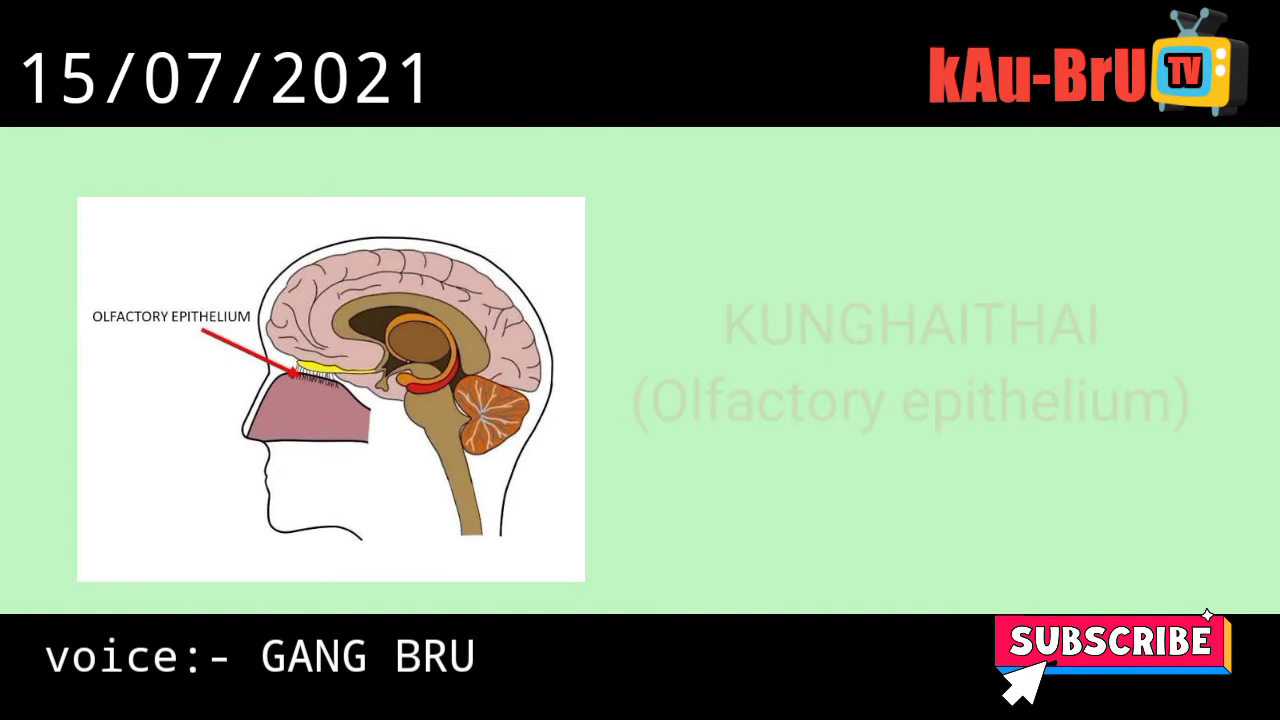 15/07/2021
kAu-BrU TV
OLFACTORY EPITHELIUM
KUNGHAITHAI
(Olfactory epithelium)
voice:- GANG BRU
SUBSCRIBE